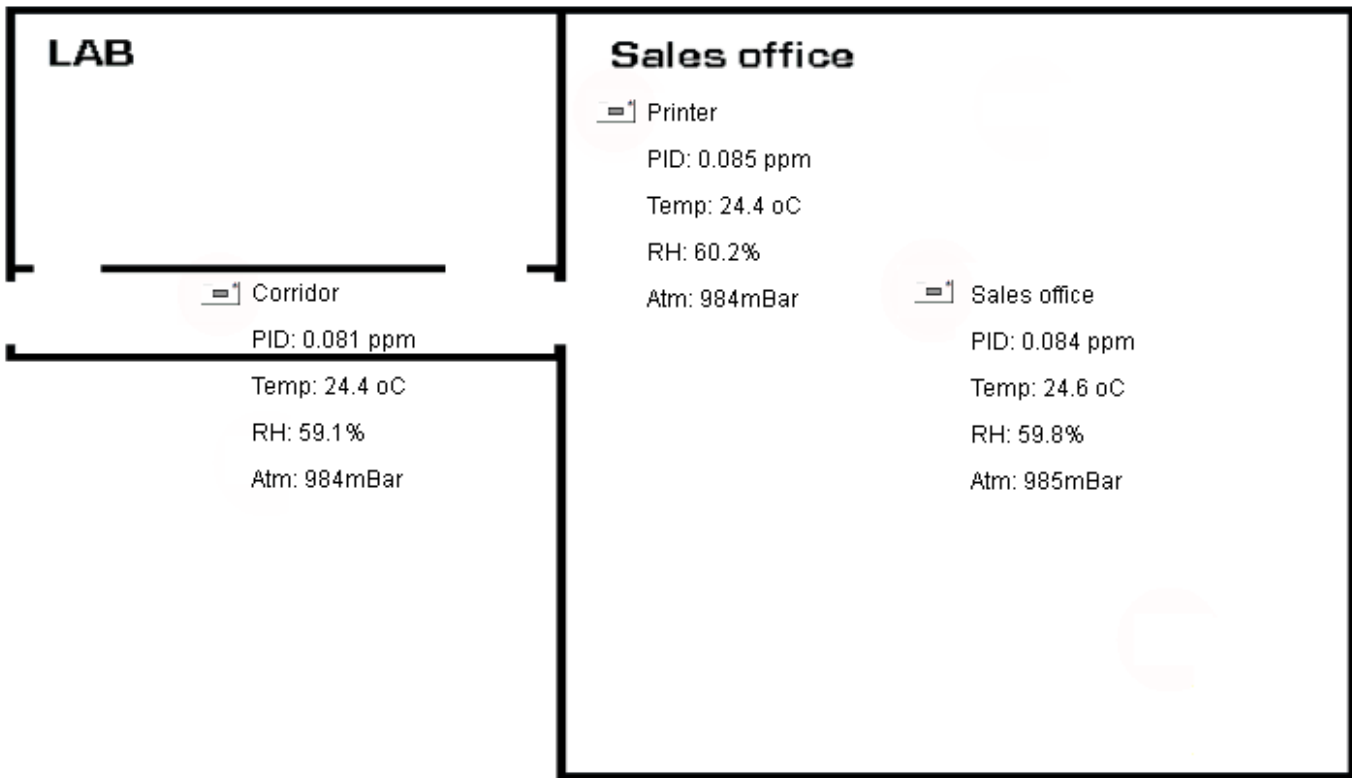 LAB
Sales office
Printer
PID: 0.085 ppm
Temp: 24.4 oC
RH: 60.2%
Atm: 984mBar
Corridor
PID: 0.081 ppm
Temp: 24.4 oC
RH: 59.1%
Atm: 984mBar
Sales office
PID: 0.084 ppm
Temp: 24.6 oC
RH: 59.8%
Atm: 985mBar